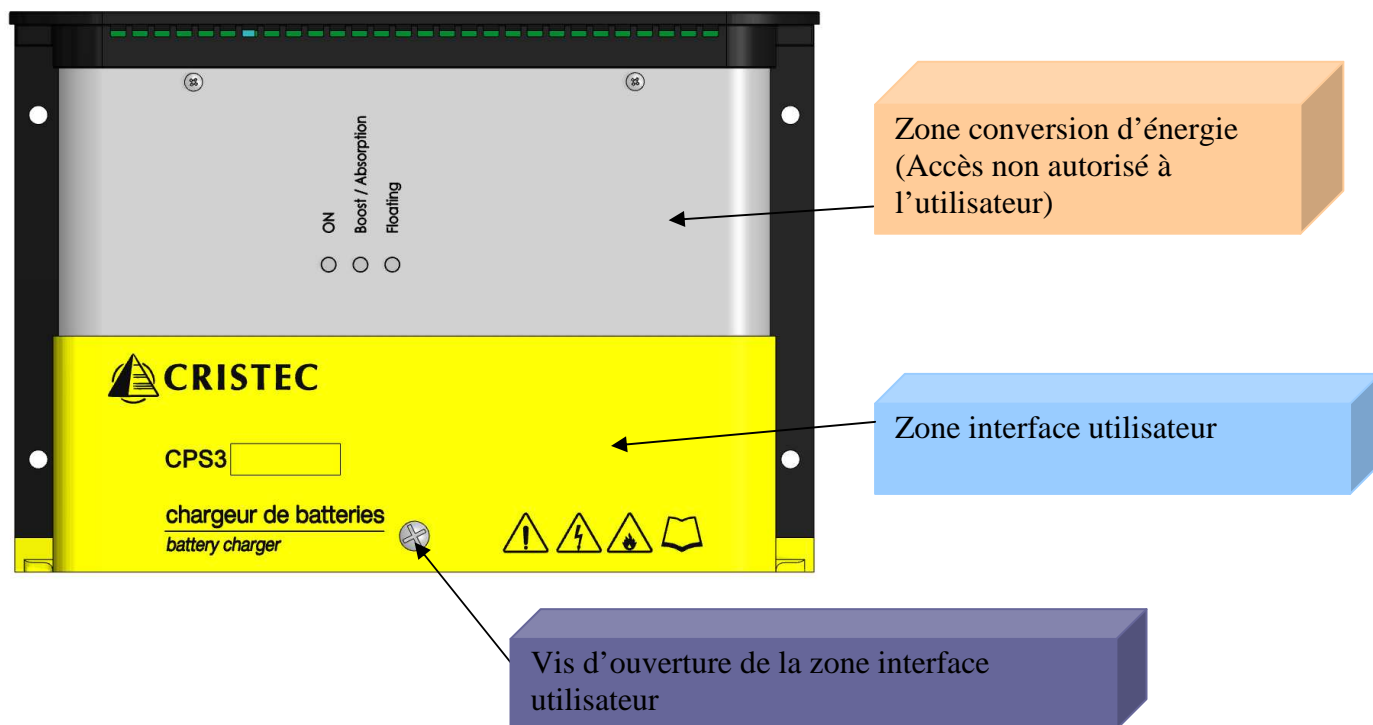 ON
Boost / Absorption
Floating
CRISTEC
CPS3
chargeur de batteries
battery charger
Zone conversion d’énergie
(Accès non autorisé à
l’utilisateur)
Zone interface utilisateur
Vis d’ouverture de la zone interface
utilisateur